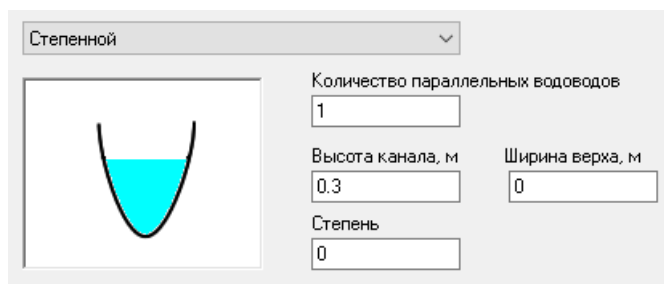 Степенной
Количество параллельных водоводов
1
Высота канала, м
Ширина верха, м
0.3
0
Степень
0